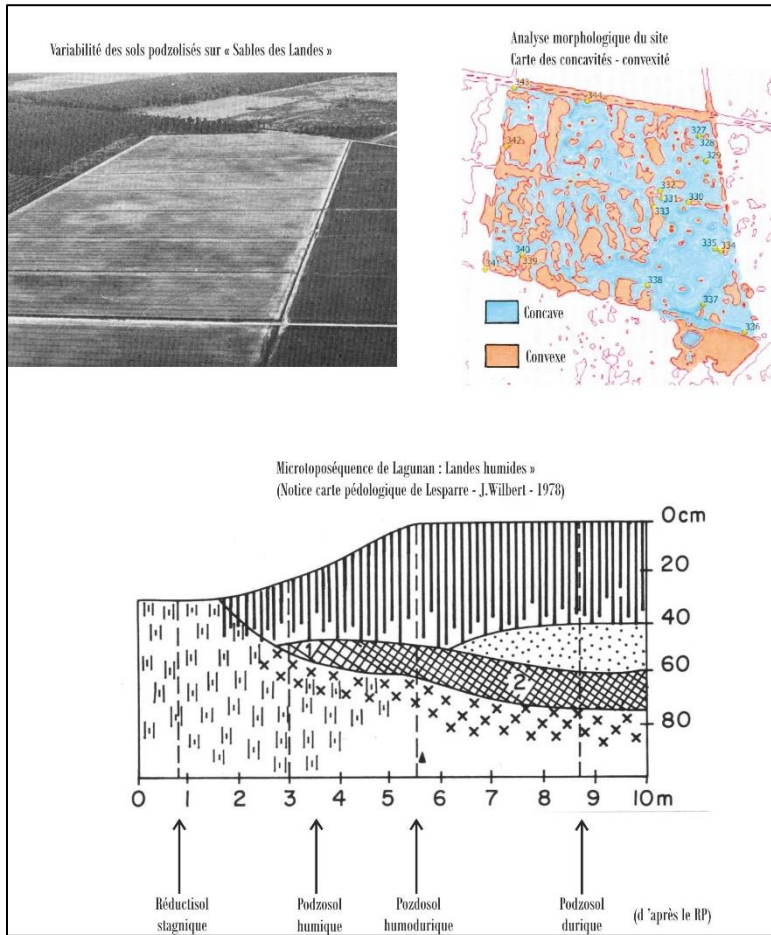 Variabilité des sols podzolisés sur « Sables des Landes »
Analyse morphologique du site
Carte des concavités - convexité
343
344
327
328
329
342
332
331
330
333
335
334
340
339
341
338
337
336
Concave
Convexe
Microtoposéquence de Lagunan : Landes humides »
(Notice carte pédologique de Lesparre - J.Wilbert - 1978)
0 cm
20
40
60
80
1
2
0 1 2 3 4 5 6 7 8 9 10 m
Réductisol
stagnique
Podzosol
humique
Pozdosol
humodurique
Podzosol
durique
(d 'après le RP)